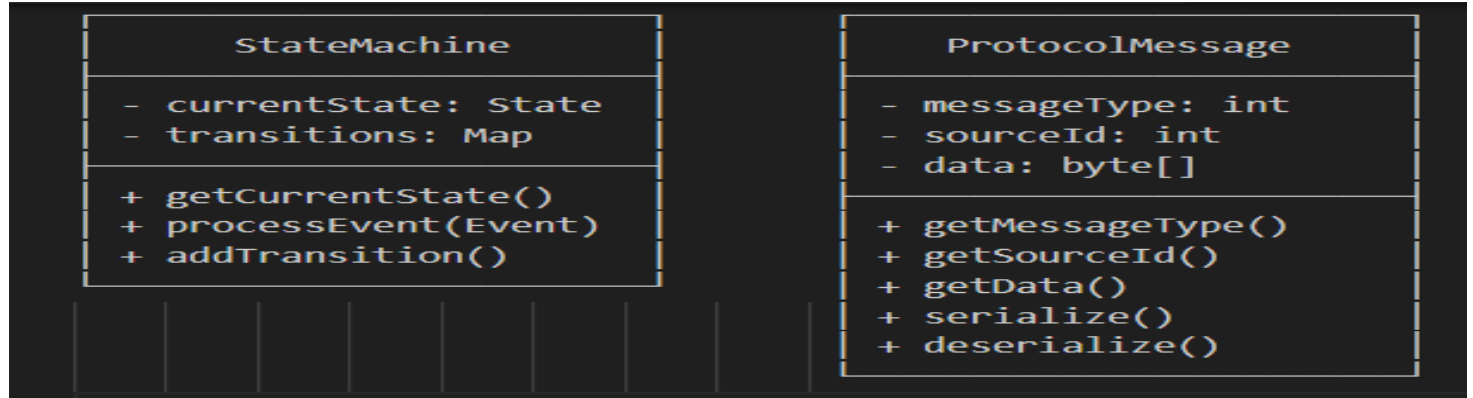 StateMachine
- currentState: State
- transitions: Map
+ getCurrentState()
+ processEvent(Event)
+ addTransition()
ProtocolMessage
- messageType: int
- sourceId: int
- data: byte[]
+ getMessageType()
+ getSourceId()
+ getData()
+ serialize()
+ deserialize()